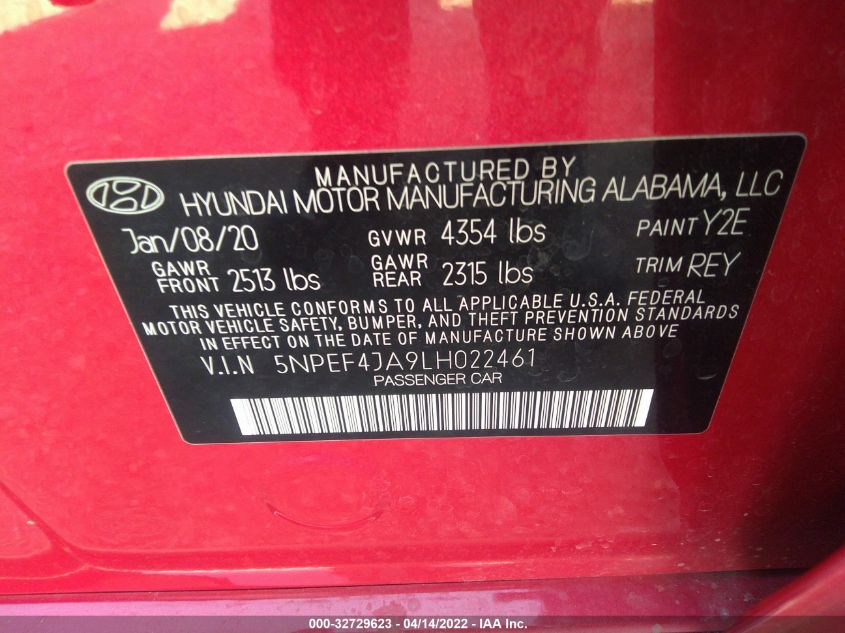 MANUFACTURED BY
HYUNDAI MOTOR MANUFACTURING ALABAMA, LLC
Jan/08/20 GVWR 4354 lbs PAINT Y2E
GAWR FRONT 2513 lbs GAWR REAR 2315 lbs TRIM REY
THIS VEHICLE CONFORMS TO ALL APPLICABLE U.S.A. FEDERAL
MOTOR VEHICLE SAFETY, BUMPER, AND THEFT PREVENTION STANDARDS
IN EFFECT ON THE DATE OF MANUFACTURE SHOWN ABOVE
V.I.N 5NPEF4JA9LH022461
PASSENGER CAR
000-32729623 - 04/14/2022 - IAA Inc.